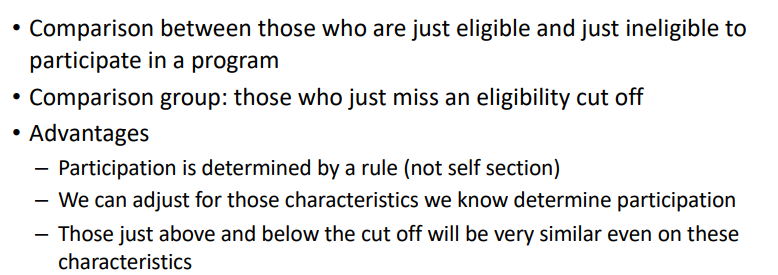 • Comparison between those who are just eligible and just ineligible to
participate in a program
• Comparison group: those who just miss an eligibility cut off
• Advantages
– Participation is determined by a rule (not self section)
– We can adjust for those characteristics we know determine participation
– Those just above and below the cut off will be very similar even on these
characteristics